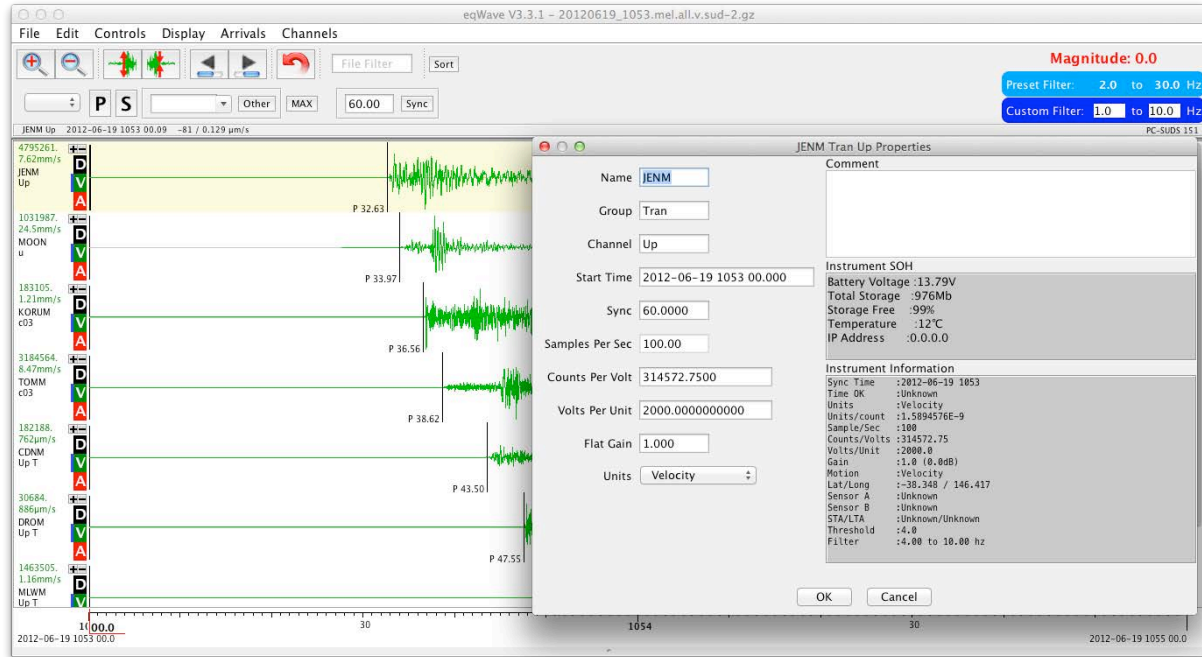 eqWave V3.3.1 - 20120619_1053.mel.all.v.sud-2.gz
File Edit Controls Display Arrivals Channels
File Filter Sort
Magnitude: 0.0
Preset Filter: 2.0 to 30.0 Hz
Custom Filter: 1.0 to 10.0 Hz
P S Other MAX 60.00 Sync
JENM Up 2012-06-19 1053 00.09 -81 / 0.129 µm/s
PC-SUDS 151
4795261.
7.62mm/s
JENM
Up
D
V
A
P 32.63
1031987.
24.5mm/s
MOON
u
D
V
A
P 33.97
183105.
1.21mm/s
KORUM
c03
D
V
A
P 36.56
3184564.
8.47mm/s
TOMM
c03
D
V
A
P 38.62
182188.
762µm/s
CDNM
Up T
D
V
A
P 43.50
30684.
886µm/s
DROM
Up T
D
V
A
P 47.55
1463505.
1.16mm/s
MLWM
Up T
D
V
00.0
30
1054
30
2012-06-19 1053 00.0
2012-06-19 1055 00.0
JENM Tran Up Properties
Name JENM
Group Tran
Channel Up
Start Time 2012-06-19 1053 00.000
Sync 60.0000
Samples Per Sec 100.00
Counts Per Volt 314572.7500
Volts Per Unit 2000.0000000000
Flat Gain 1.000
Units Velocity
Comment
Instrument SOH
Battery Voltage :13.79V
Total Storage :976Mb
Storage Free :99%
Temperature :12°C
IP Address :0.0.0.0
Instrument Information
Sync Time :2012-06-19 1053
Time OK :Unknown
Units :Velocity
Units/count :1.5894576E-9
Sample/Sec :100
Counts/Volts :314572.75
Volts/Unit :2000.0
Gain :1.0 (0.0dB)
Motion :Velocity
Lat/Long :-38.348 / 146.417
Sensor A :Unknown
Sensor B :Unknown
STA/LTA :Unknown/Unknown
Threshold :4.0
Filter :4.00 to 10.00 hz
OK Cancel